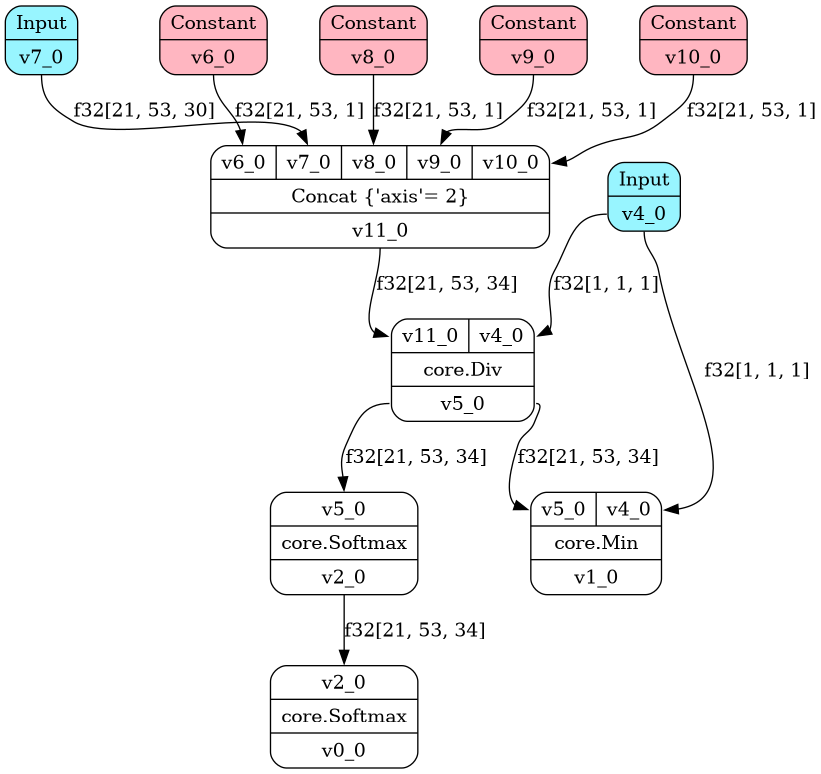 Input
v7_0
Constant
v6_0
Constant
v8_0
Constant
v9_0
Constant
v10_0
f32[21, 53, 30]
f32[21, 53, 1]
f32[21, 53, 1]
f32[21, 53, 1]
f32[21, 53, 1]
v6_0 v7_0 v8_0 v9_0 v10_0
Concat {'axis'= 2}
v11_0
Input
v4_0
f32[21, 53, 34]
f32[1, 1, 1]
v11_0 v4_0
core.Div
v5_0
f32[1, 1, 1]
f32[21, 53, 34]
f32[21, 53, 34]
v5_0
core.Softmax
v2_0
v5_0 v4_0
core.Min
v1_0
f32[21, 53, 34]
v2_0
core.Softmax
v0_0